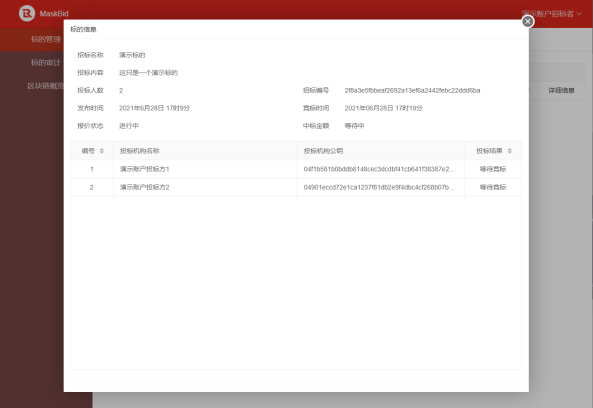 MaskBid
演示账户招标者
标的管理
标的审计
区块链概览
详细信息
标的信息
招标名称 演示标的
招标内容 这只是一个演示标的
投标人数 2 招标编号 2f8a3e5fbbeaf2692a13ef6a2442febc22ddd6ba
发布时间 2021年6月28日 17时9分 竞标时间 2021年06月28日 17时19分
报价状态 进行中 中标金额 等待中
编号 投标机构名称 投标机构公钥 投标结果
1 演示账户投标方1 04f1b581b0bddb8148cec3dcdbf41cb641f38387e2... 等待竞标
2 演示账户投标方2 04901eccd72e1ca1237f81db2e9f4dbc4cf268b07b... 等待竞标